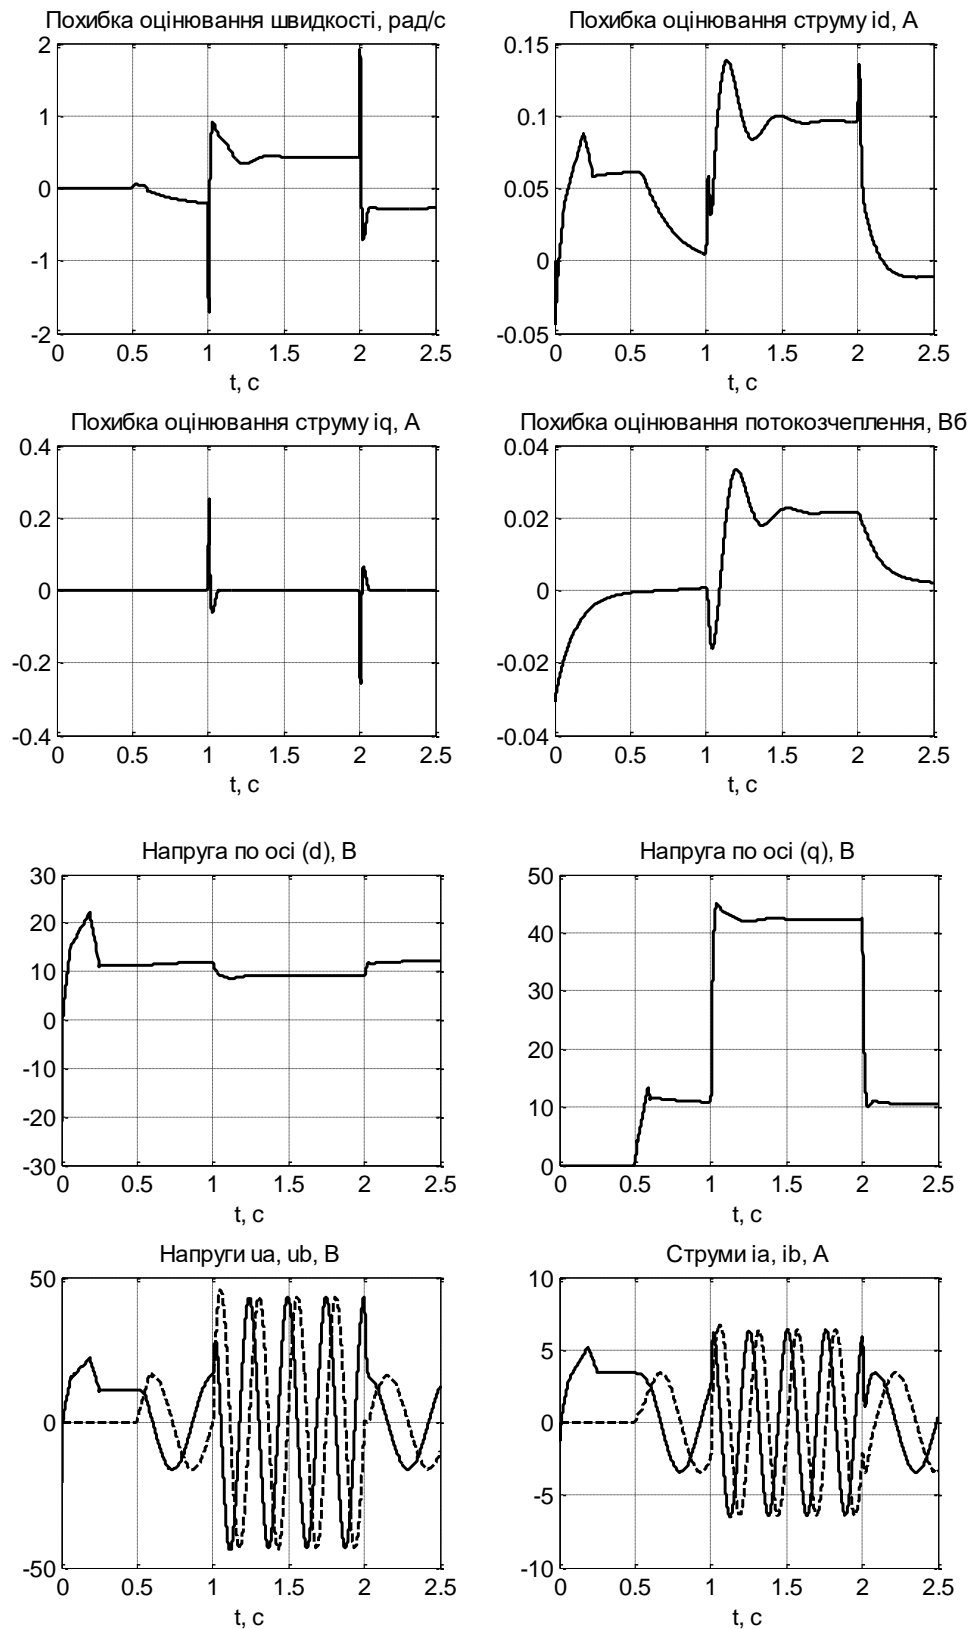 Похибка оцінювання швидкості, рад/с
2
1
0
-1
-2
0 0.5 1 1.5 2 2.5
t, c
Похибка оцінювання струму id, А
0.15
0.1
0.05
0
-0.05
0 0.5 1 1.5 2 2.5
t, c
Похибка оцінювання струму iq, А
0.4
0.2
0
-0.2
-0.4
0 0.5 1 1.5 2 2.5
t, c
Похибка оцінювання потокозчеплення, Вб
0.04
0.02
0
-0.02
-0.04
0 0.5 1 1.5 2 2.5
t, c
Напруга по осі (d), В
30
20
10
0
-10
-20
-30
0 0.5 1 1.5 2 2.5
t, c
Напруга по осі (q), В
50
40
30
20
10
0
0 0.5 1 1.5 2 2.5
t, c
Напруги ua, ub, В
50
0
-50
0 0.5 1 1.5 2 2.5
t, c
Струми ia, ib, А
10
5
0
-5
-10
0 0.5 1 1.5 2 2.5
t, c